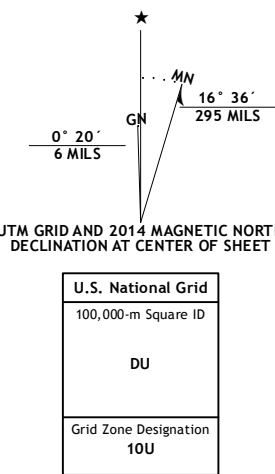 ★
MN
GN
16° 36´
295 MILS
0° 20´
6 MILS
UTM GRID AND 2014 MAGNETIC NORTH
DECLINATION AT CENTER OF SHEET
U.S. National Grid
100,000-m Square ID
DU
Grid Zone Designation
10U